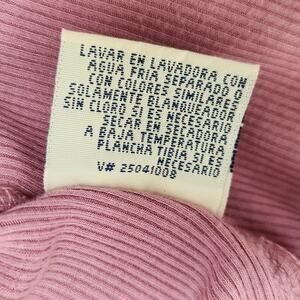 LAVAR EN LAVADORA CON
AGUA FRIA SEPARADO O
CON COLORES SIMILARES
SOLAMENTE BLANQUEADOR
SIN CLORO SI ES NECESARIO
SECAR EN SECADORA
A BAJA TEMPERATURA
PLANCHA TIBIA SI ES
NECESARIO
V# 25041008